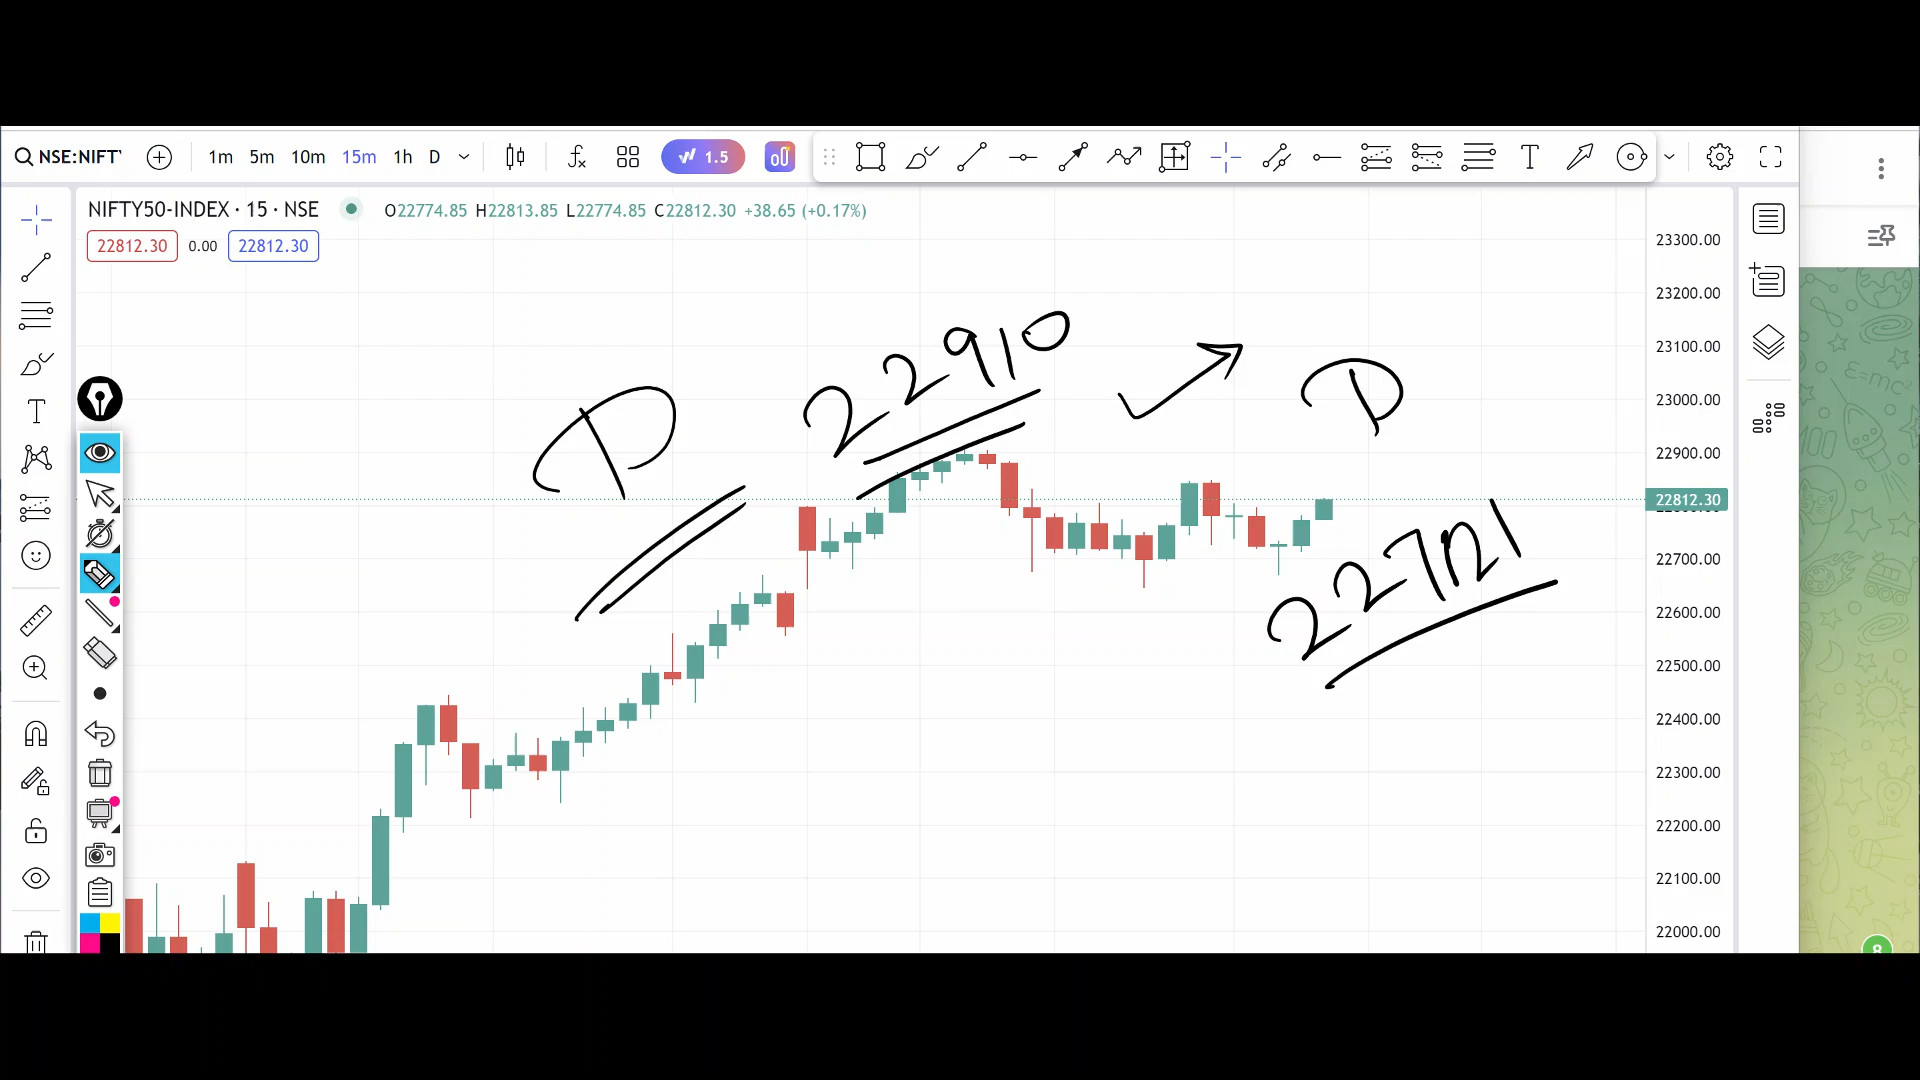 NSE:NIFT
1m 5m 10m 15m 1h D 1.5
NIFTY50-INDEX · 15 · NSE O22774.85 H22813.85 L22774.85 C22812.30 +38.65 (+0.17%)
22812.30 0.00 22812.30
23300.00
23200.00
23100.00
23000.00
22900.00
22812.30
22700.00
22600.00
22500.00
22400.00
22300.00
22200.00
22100.00
22000.00
22910
P
D
8